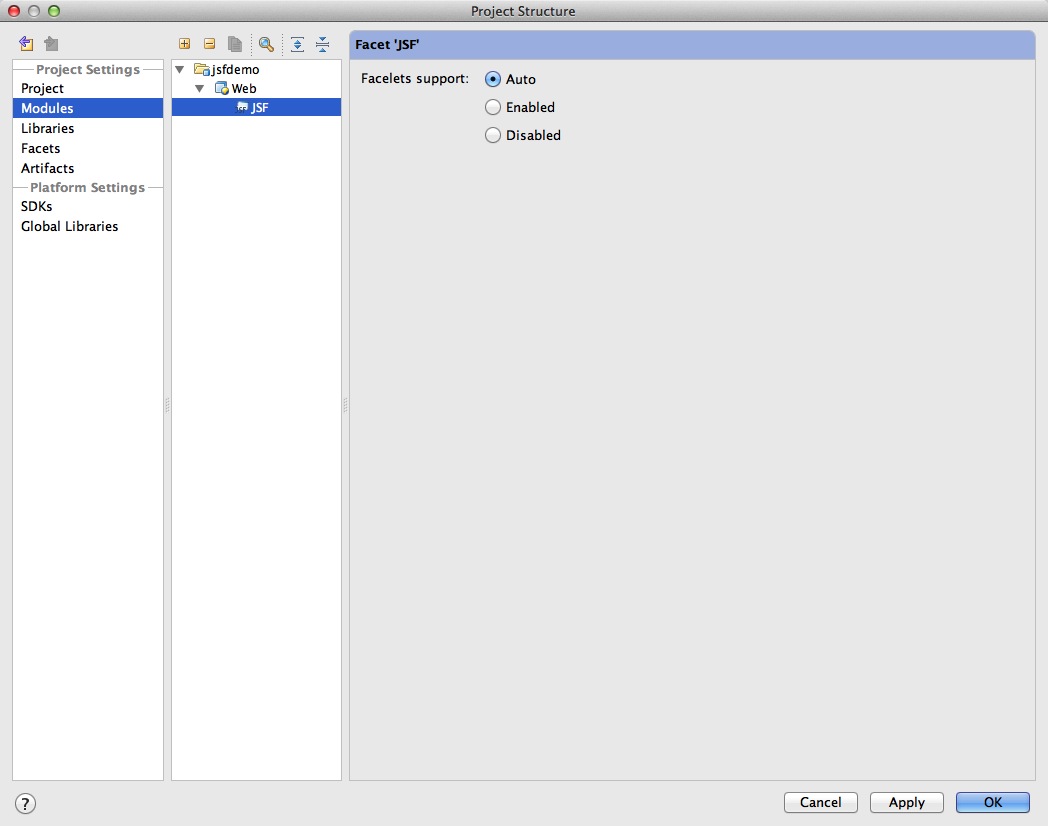 Project Structure
Project Settings
Project
Modules
Libraries
Facets
Artifacts
Platform Settings
SDKs
Global Libraries
jsfdemo
Web
JSF
Facet 'JSF'
Facelets support:
Auto
Enabled
Disabled
?
Cancel
Apply
OK